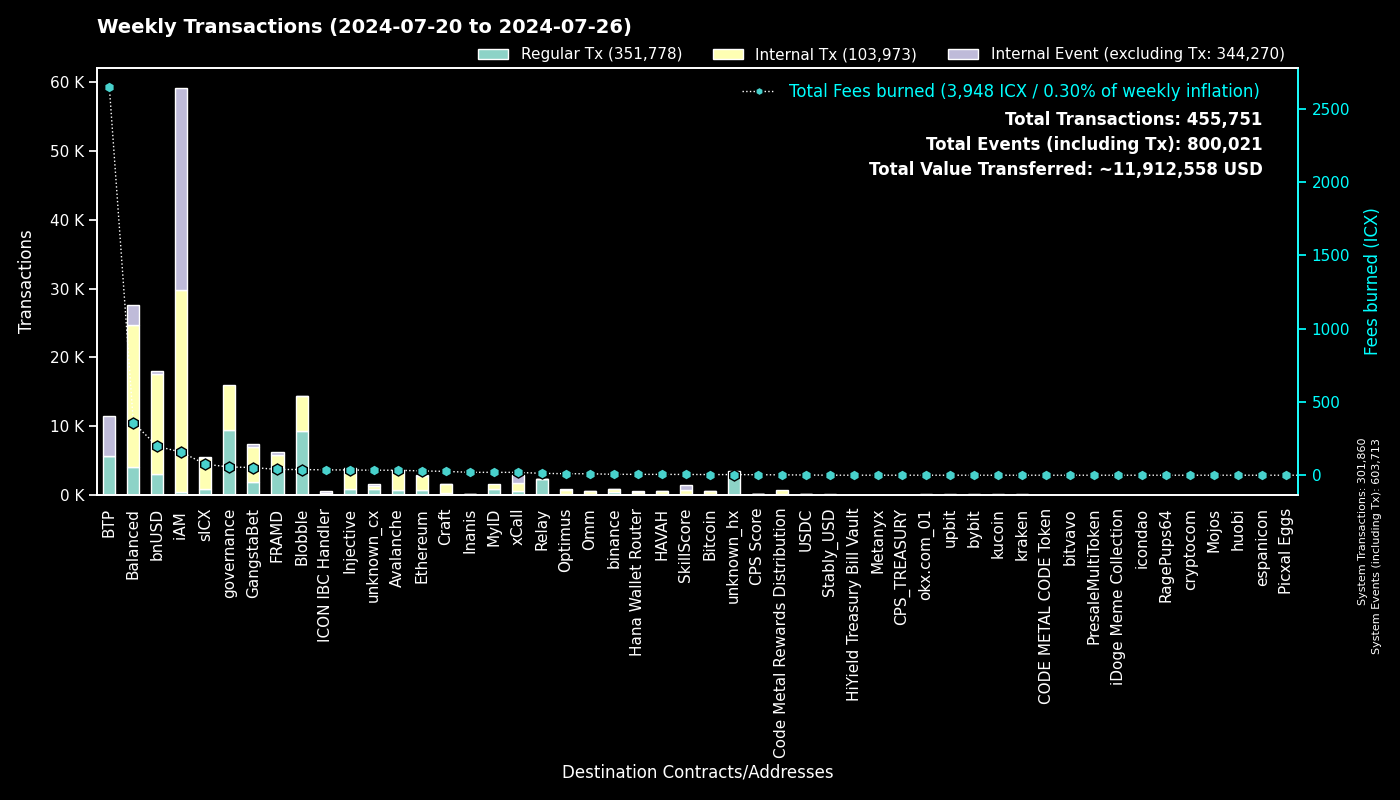 Weekly Transactions (2024-07-20 to 2024-07-26)
Regular Tx (351,778)
Internal Tx (103,973)
Internal Event (excluding Tx: 344,270)
Total Fees burned (3,948 ICX / 0.30% of weekly inflation)
Total Transactions: 455,751
Total Events (including Tx): 800,021
Total Value Transferred: ~11,912,558 USD
Transactions
60 K
50 K
40 K
30 K
20 K
10 K
0 K
2500
2000
1500
1000
500
0
Fees burned (ICX)
BTP
Balanced
bnUSD
iAM
sICX
governance
GangstaBet
FRAMD
Blobble
ICON IBC Handler
Injective
unknown_cx
Avalanche
Ethereum
Craft
Inanis
MyID
xCall
Relay
Optimus
Omm
binance
Hana Wallet Router
HAVAH
SkillScore
Bitcoin
unknown_hx
CPS Score
Code Metal Rewards Distribution
USDC
Stably_USD
HiYield Treasury Bill Vault
Metanyx
CPS_TREASURY
okx.com_01
upbit
bybit
kucoin
kraken
CODE METAL CODE Token
bitvavo
PresaleMultiToken
iDoge Meme Collection
icondao
RagePups64
cryptocom
Mojos
huobi
espanicon
Picxal Eggs
Destination Contracts/Addresses
System Transactions: 301,860
System Events (including Tx): 603,713